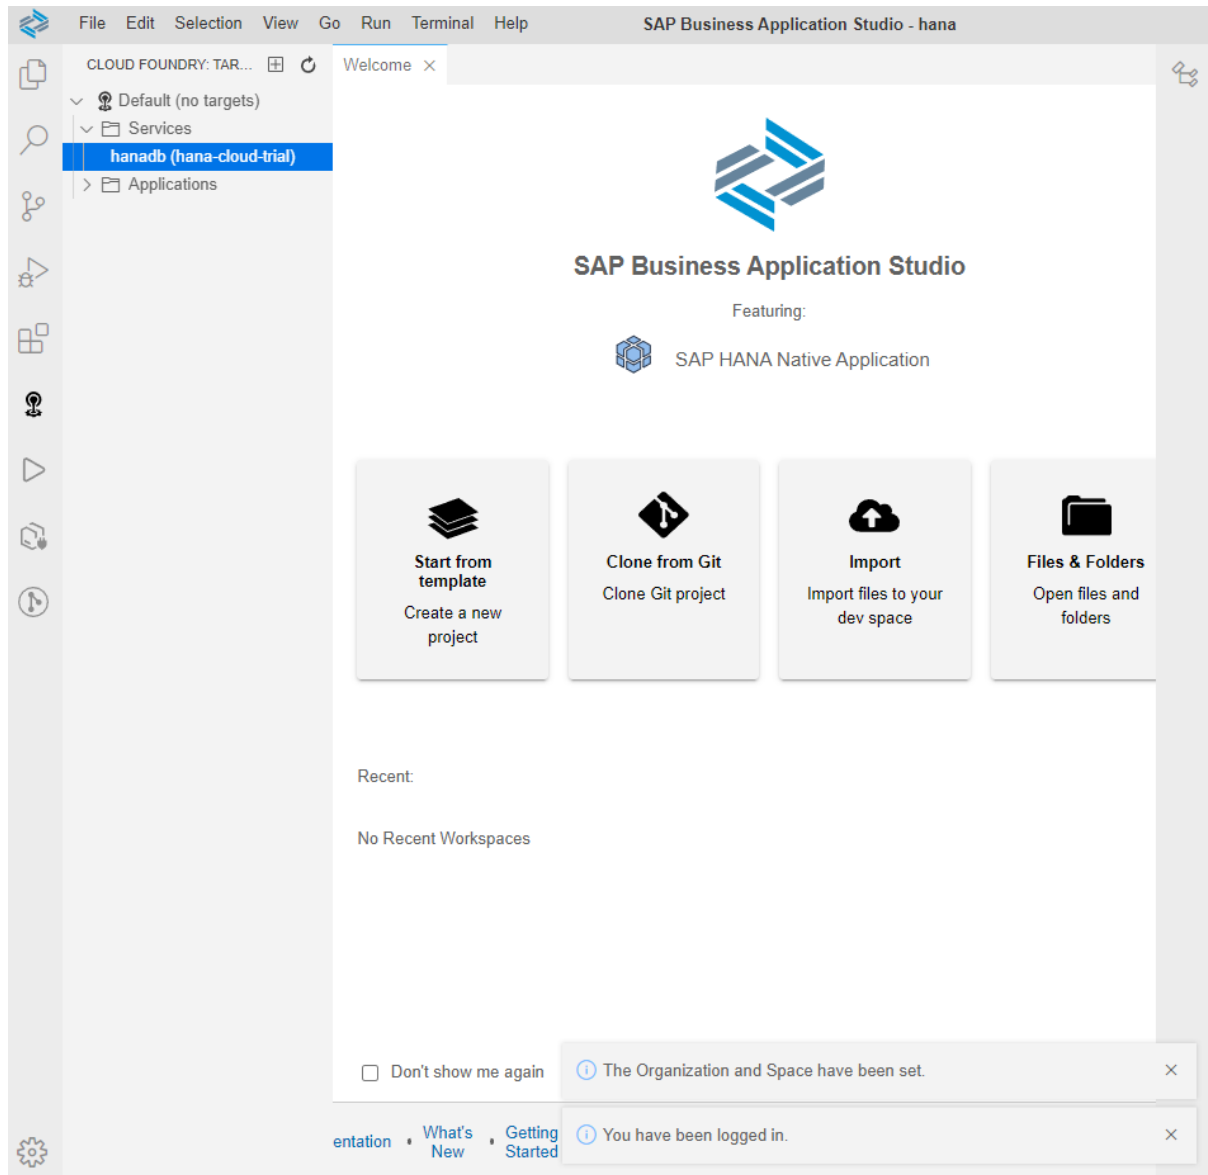 File Edit Selection View Go Run Terminal Help
SAP Business Application Studio - hana
CLOUD FOUNDRY: TAR...
Default (no targets)
Services
hanadb (hana-cloud-trial)
Applications
Welcome
SAP Business Application Studio
Featuring:
SAP HANA Native Application
Start from
template
Create a new
project
Clone from Git
Clone Git project
Import
Import files to your
dev space
Files & Folders
Open files and
folders
Recent:
No Recent Workspaces
Don't show me again
The Organization and Space have been set.
entation • What's
New • Getting
Started
You have been logged in.